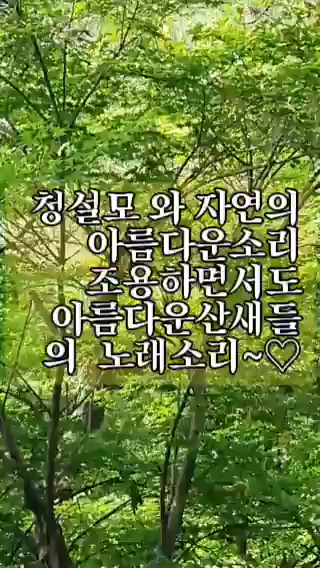 청설모 와 자연의
아름다운소리
조용하면서도
아름다운산새들
의 노래소리~♡